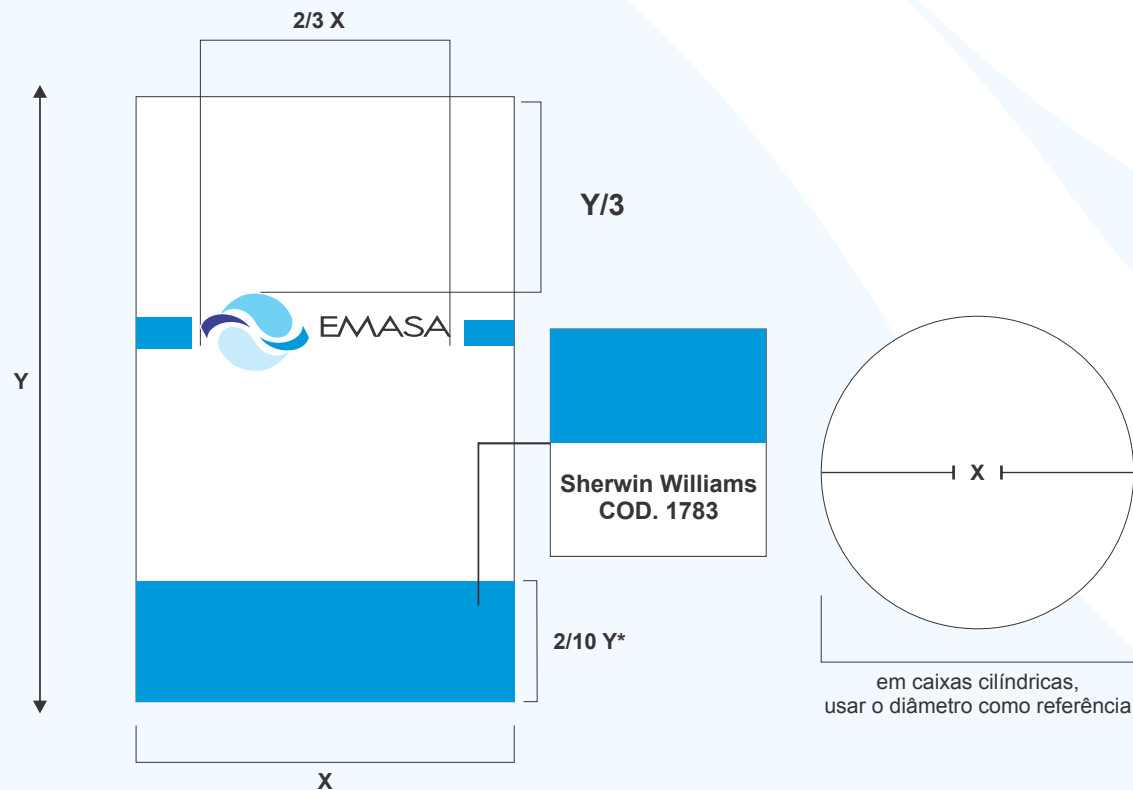 2/3 X
Y/3
EMASA
Y
Sherwin Williams
COD. 1783
X
2/10 Y*
em caixas cilíndricas,
usar o diâmetro como referência
X